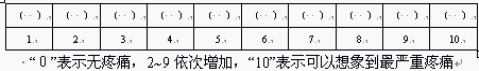 (  ) (  ) (  ) (  ) (  ) (  ) (  ) (  ) (  ) (  )
1 2 3 4 5 6 7 8 9 10
“0”表示无疼痛，2~9 依次增加，“10”表示可以想象到最严重疼痛